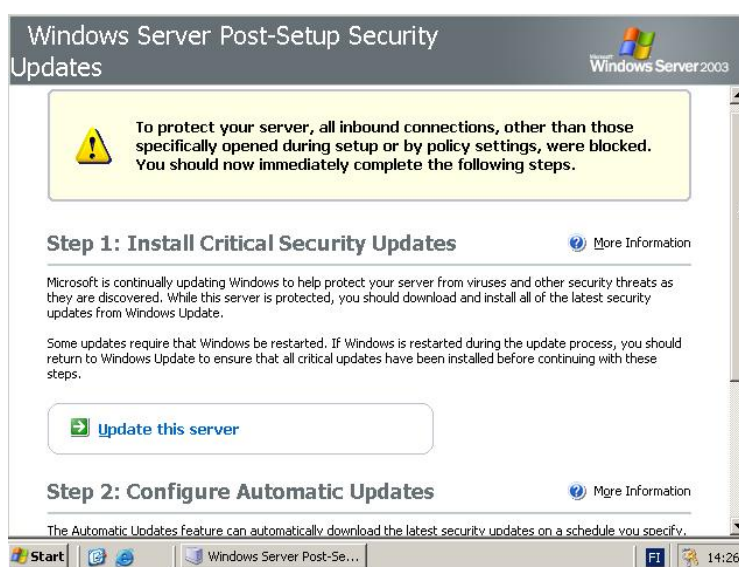 Windows Server Post-Setup Security
Updates
Microsoft
Windows Server 2003
To protect your server, all inbound connections, other than those
specifically opened during setup or by policy settings, were blocked.
You should now immediately complete the following steps.
Step 1: Install Critical Security Updates
More Information
Microsoft is continually updating Windows to help protect your server from viruses and other security threats as
they are discovered. While this server is protected, you should download and install all of the latest security
updates from Windows Update.
Some updates require that Windows be restarted. If Windows is restarted during the update process, you should
return to Windows Update to ensure that all critical updates have been installed before continuing with these
steps.
Update this server
Step 2: Configure Automatic Updates
More Information
The Automatic Updates feature can automatically download the latest security updates on a schedule you specify.
Start
Windows Server Post-Se...
FI
14:26